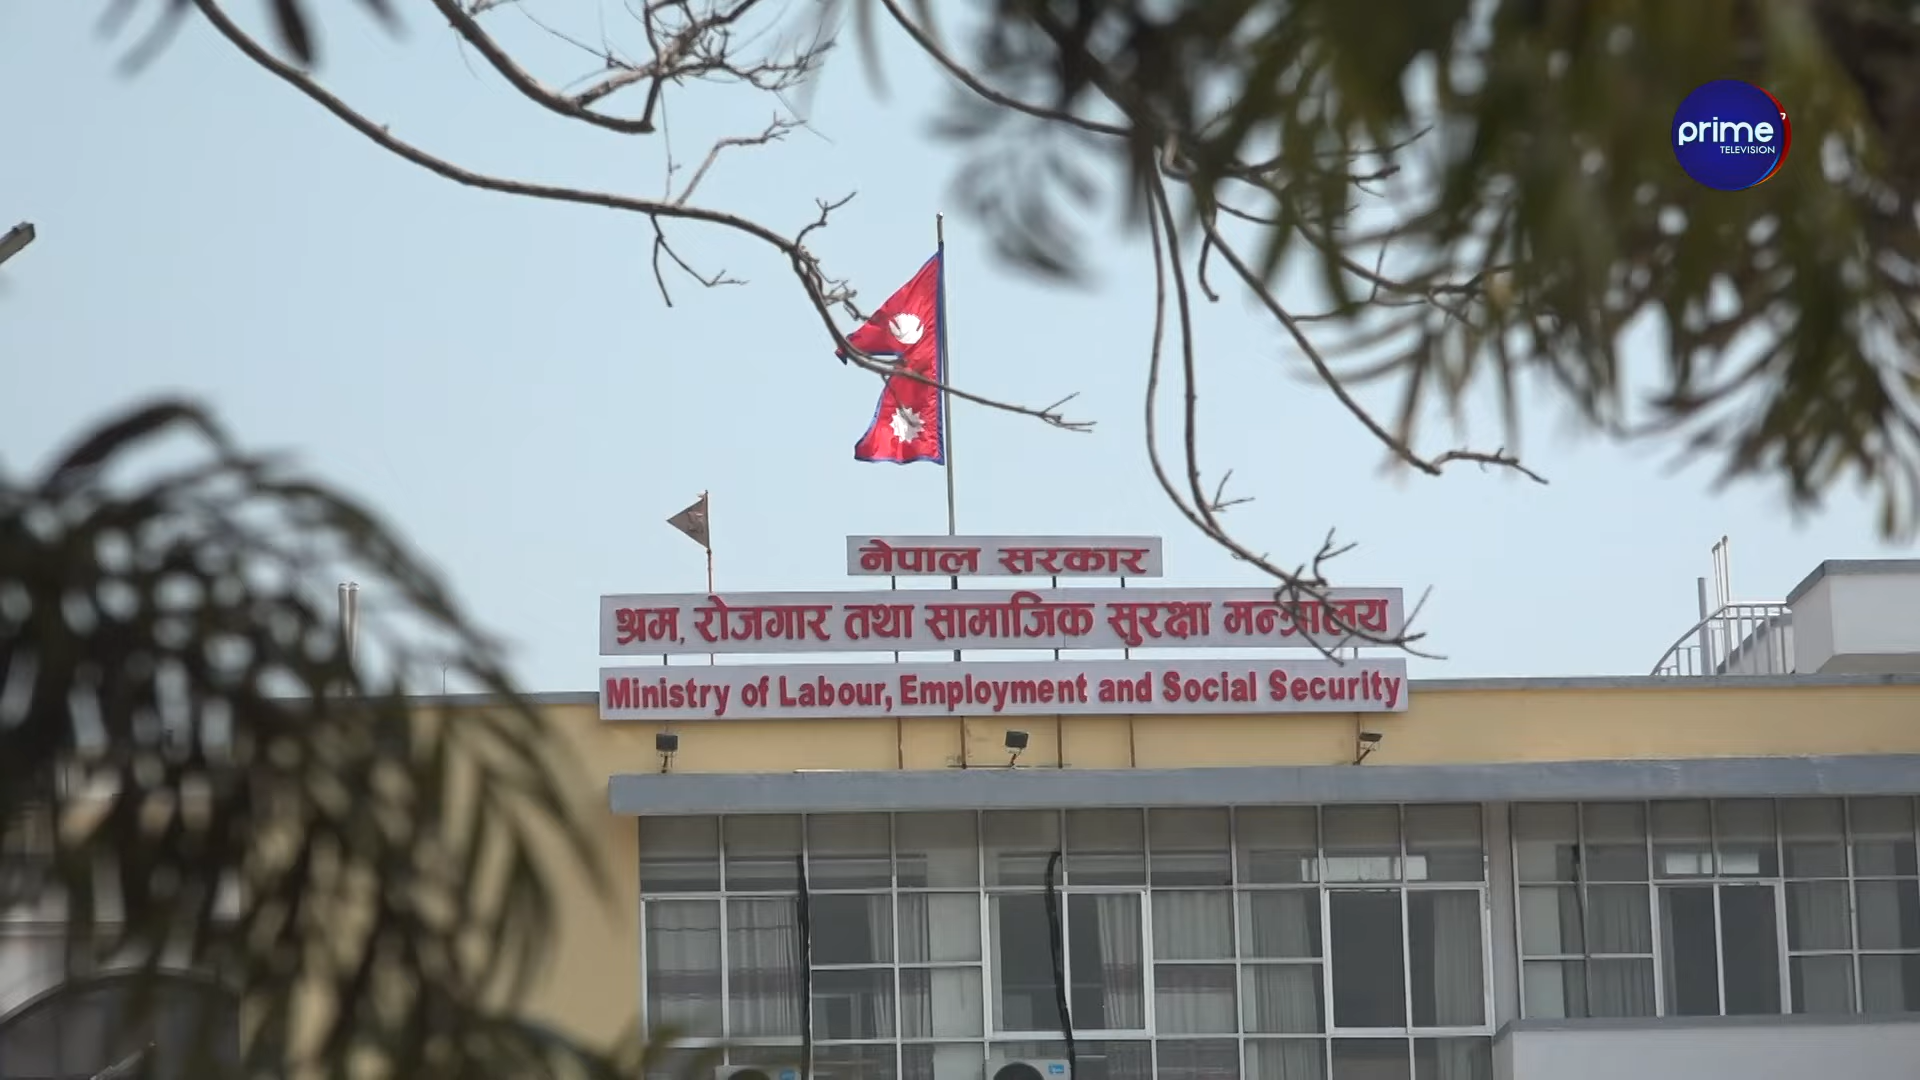 prime
TELEVISION
नेपाल सरकार
श्रम, रोजगार तथा सामाजिक सुरक्षा मन्त्रालय
Ministry of Labour, Employment and Social Security